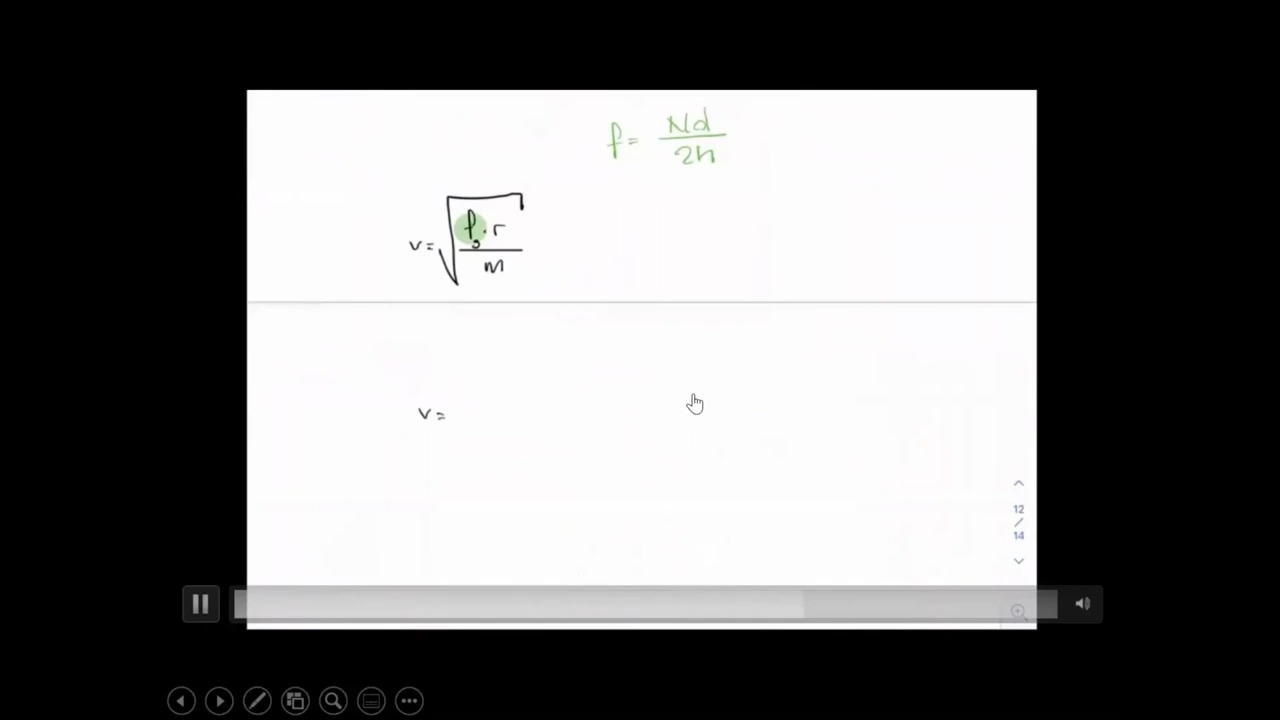 f = Nd / 2h
v = √(f · r / m)
v =
12
/
14